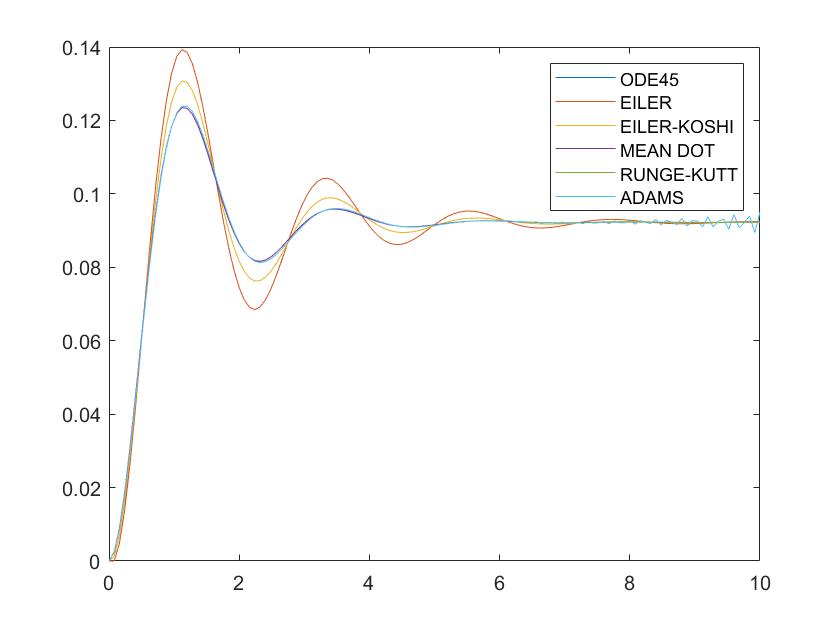 0.14
0.12
0.1
0.08
0.06
0.04
0.02
0
0
2
4
6
8
10
ODE45
EILER
EILER-KOSHI
MEAN DOT
RUNGE-KUTT
ADAMS